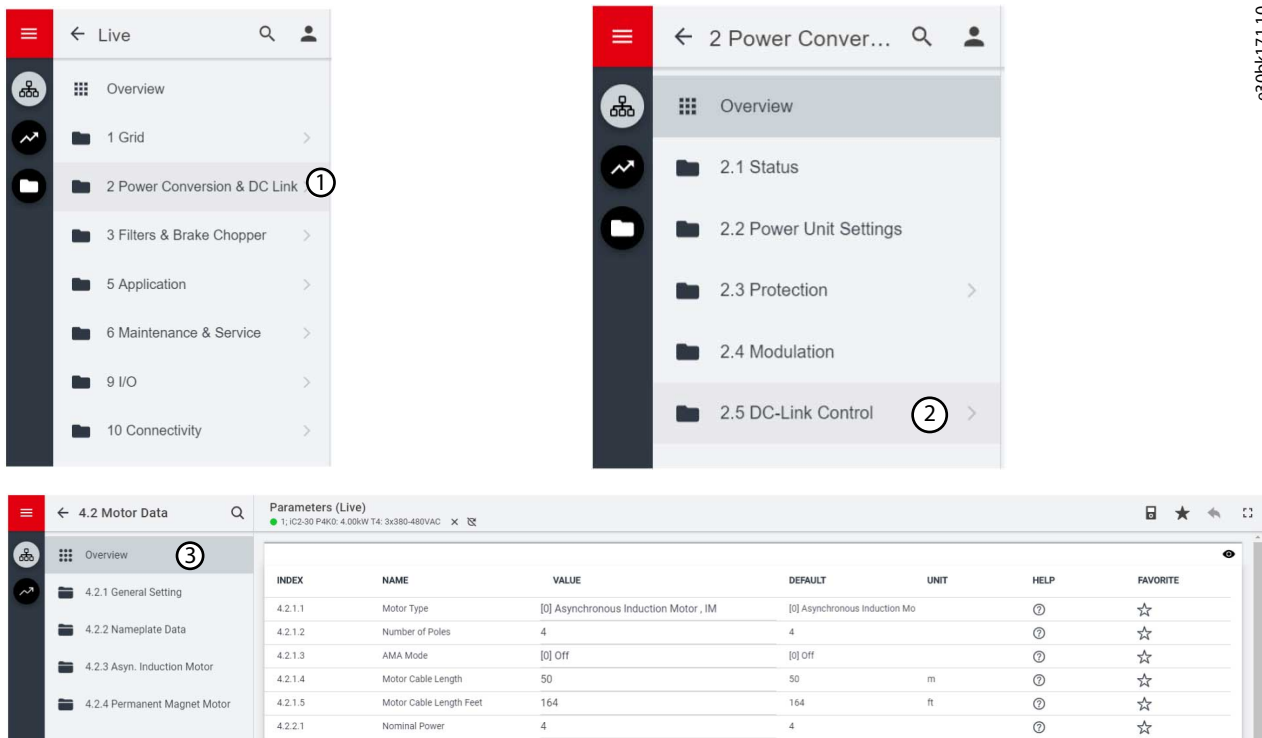 Live
Overview
1 Grid
2 Power Conversion & DC Link
1
3 Filters & Brake Chopper
5 Application
6 Maintenance & Service
9 I/O
10 Connectivity
2 Power Conver...
Overview
2.1 Status
2.2 Power Unit Settings
2.3 Protection
2.4 Modulation
2.5 DC-Link Control
2
4.2 Motor Data
Overview
3
4.2.1 General Setting
4.2.2 Nameplate Data
4.2.3 Asyn. Induction Motor
4.2.4 Permanent Magnet Motor
Parameters (Live)
1; iC2-30 P4K0: 4.00kW T4: 3x380-480VAC
INDEX NAME VALUE DEFAULT UNIT HELP FAVORITE
4.2.1.1 Motor Type [0] Asynchronous Induction Motor , IM [0] Asynchronous Induction Mo
4.2.1.2 Number of Poles 4 4
4.2.1.3 AMA Mode [0] Off [0] Off
4.2.1.4 Motor Cable Length 50 50 m
4.2.1.5 Motor Cable Length Feet 164 164 ft
4.2.2.1 Nominal Power 4 4